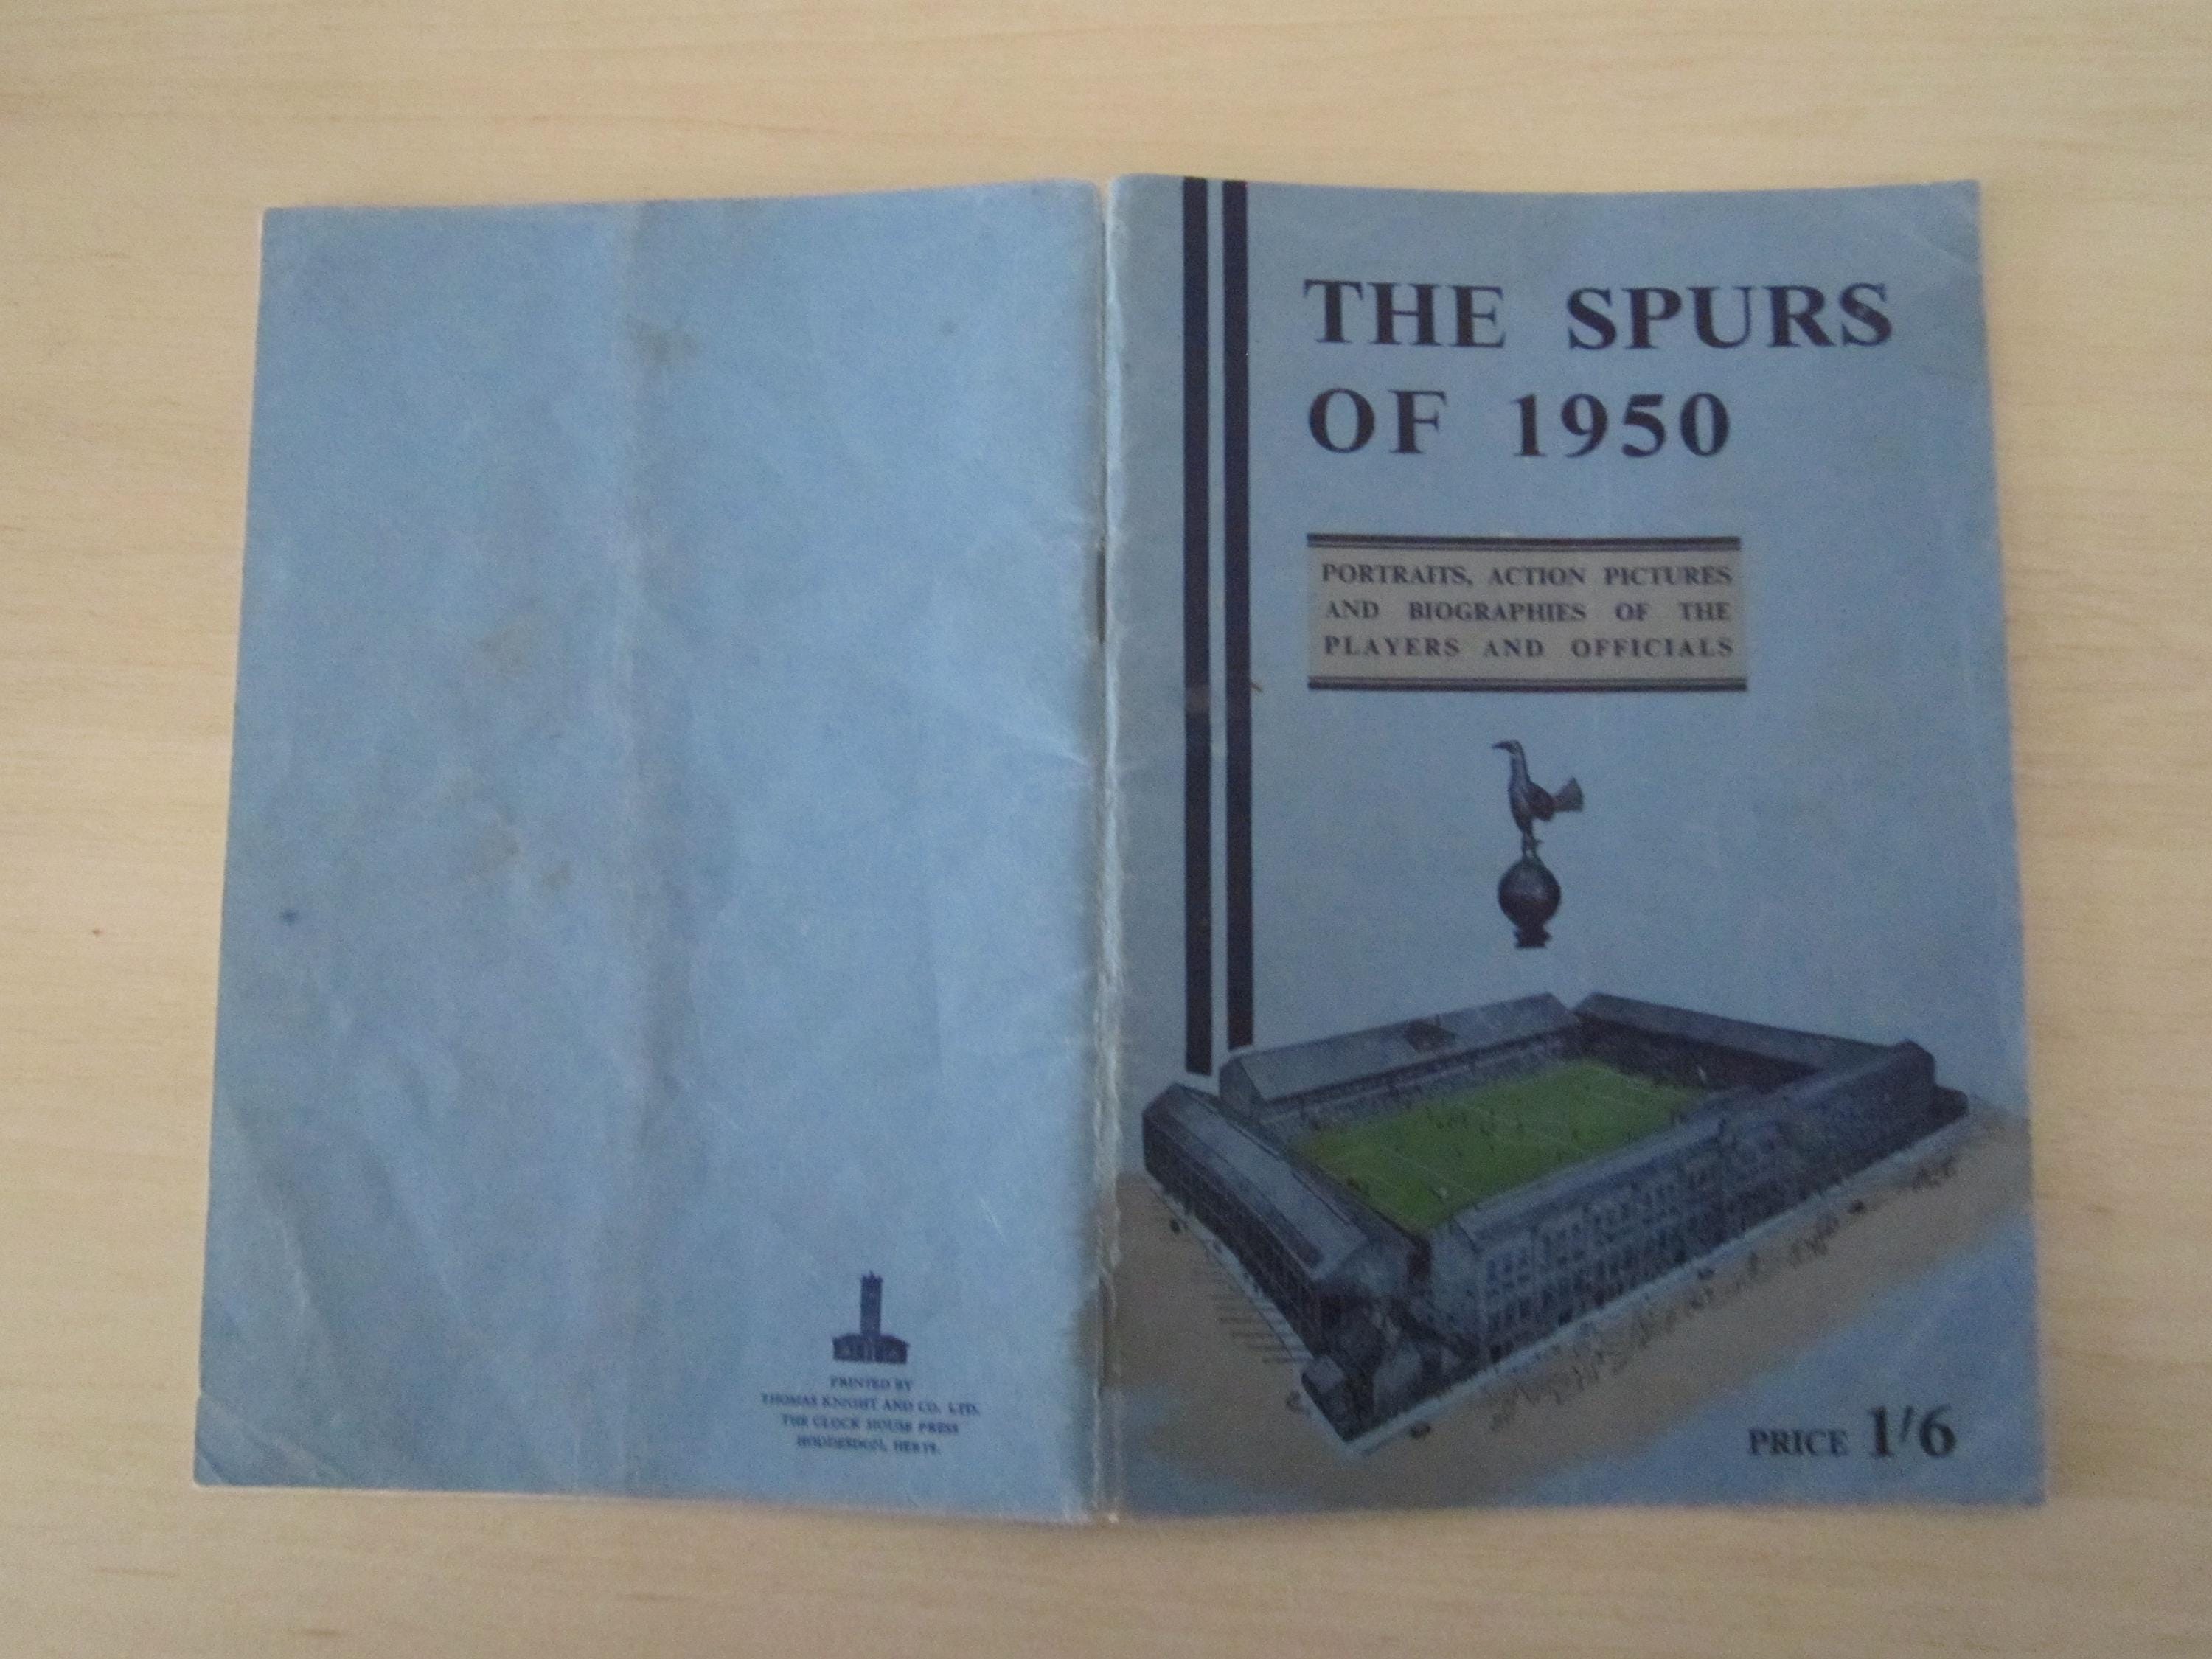 THE SPURS
OF 1950
PORTRAITS, ACTION PICTURES
AND BIOGRAPHIES OF THE
PLAYERS AND OFFICIALS
PRICE 1/6
PRINTED BY
THOMAS KNIGHT AND CO. LTD.
THE CLOCK HOUSE PRESS
HODDESDON, HERTS.